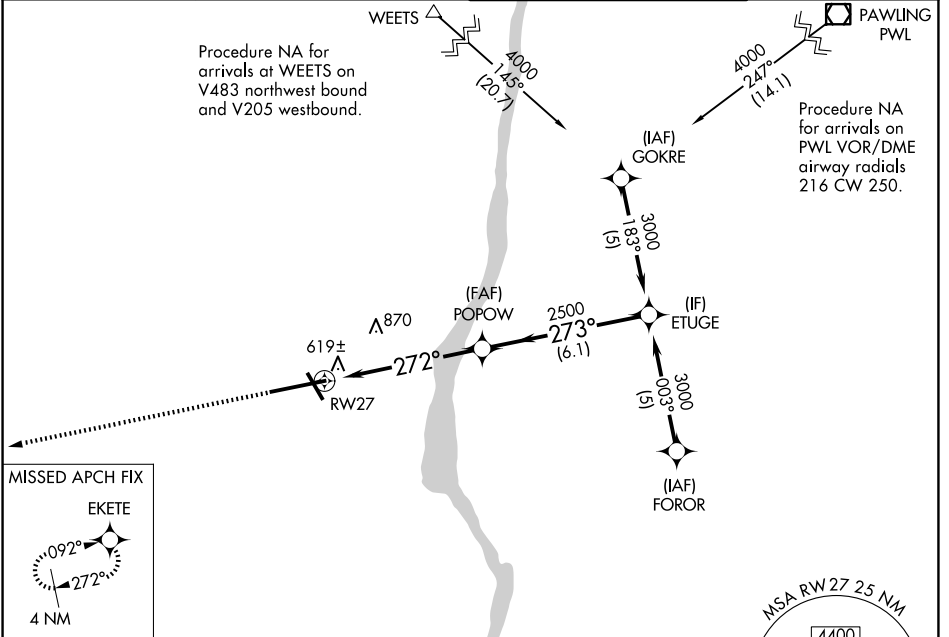 WEETS
PAWLING
PWL
Procedure NA for
arrivals at WEETS on
V483 northwest bound
and V205 westbound.
4000
145°
(20.7)
4000
247°
(14.1)
Procedure NA
for arrivals on
PWL VOR/DME
airway radials
216 CW 250.
(IAF)
GOKRE
3000
183°
(5)
(FAF)
POPOW
2500
273°
(6.1)
(IF)
ETUGE
870
619±
272°
RW27
3000
003°
(5)
(IAF)
FOROR
MISSED APCH FIX
EKETE
092°
272°
4 NM
MSA RW27 25 NM
4400